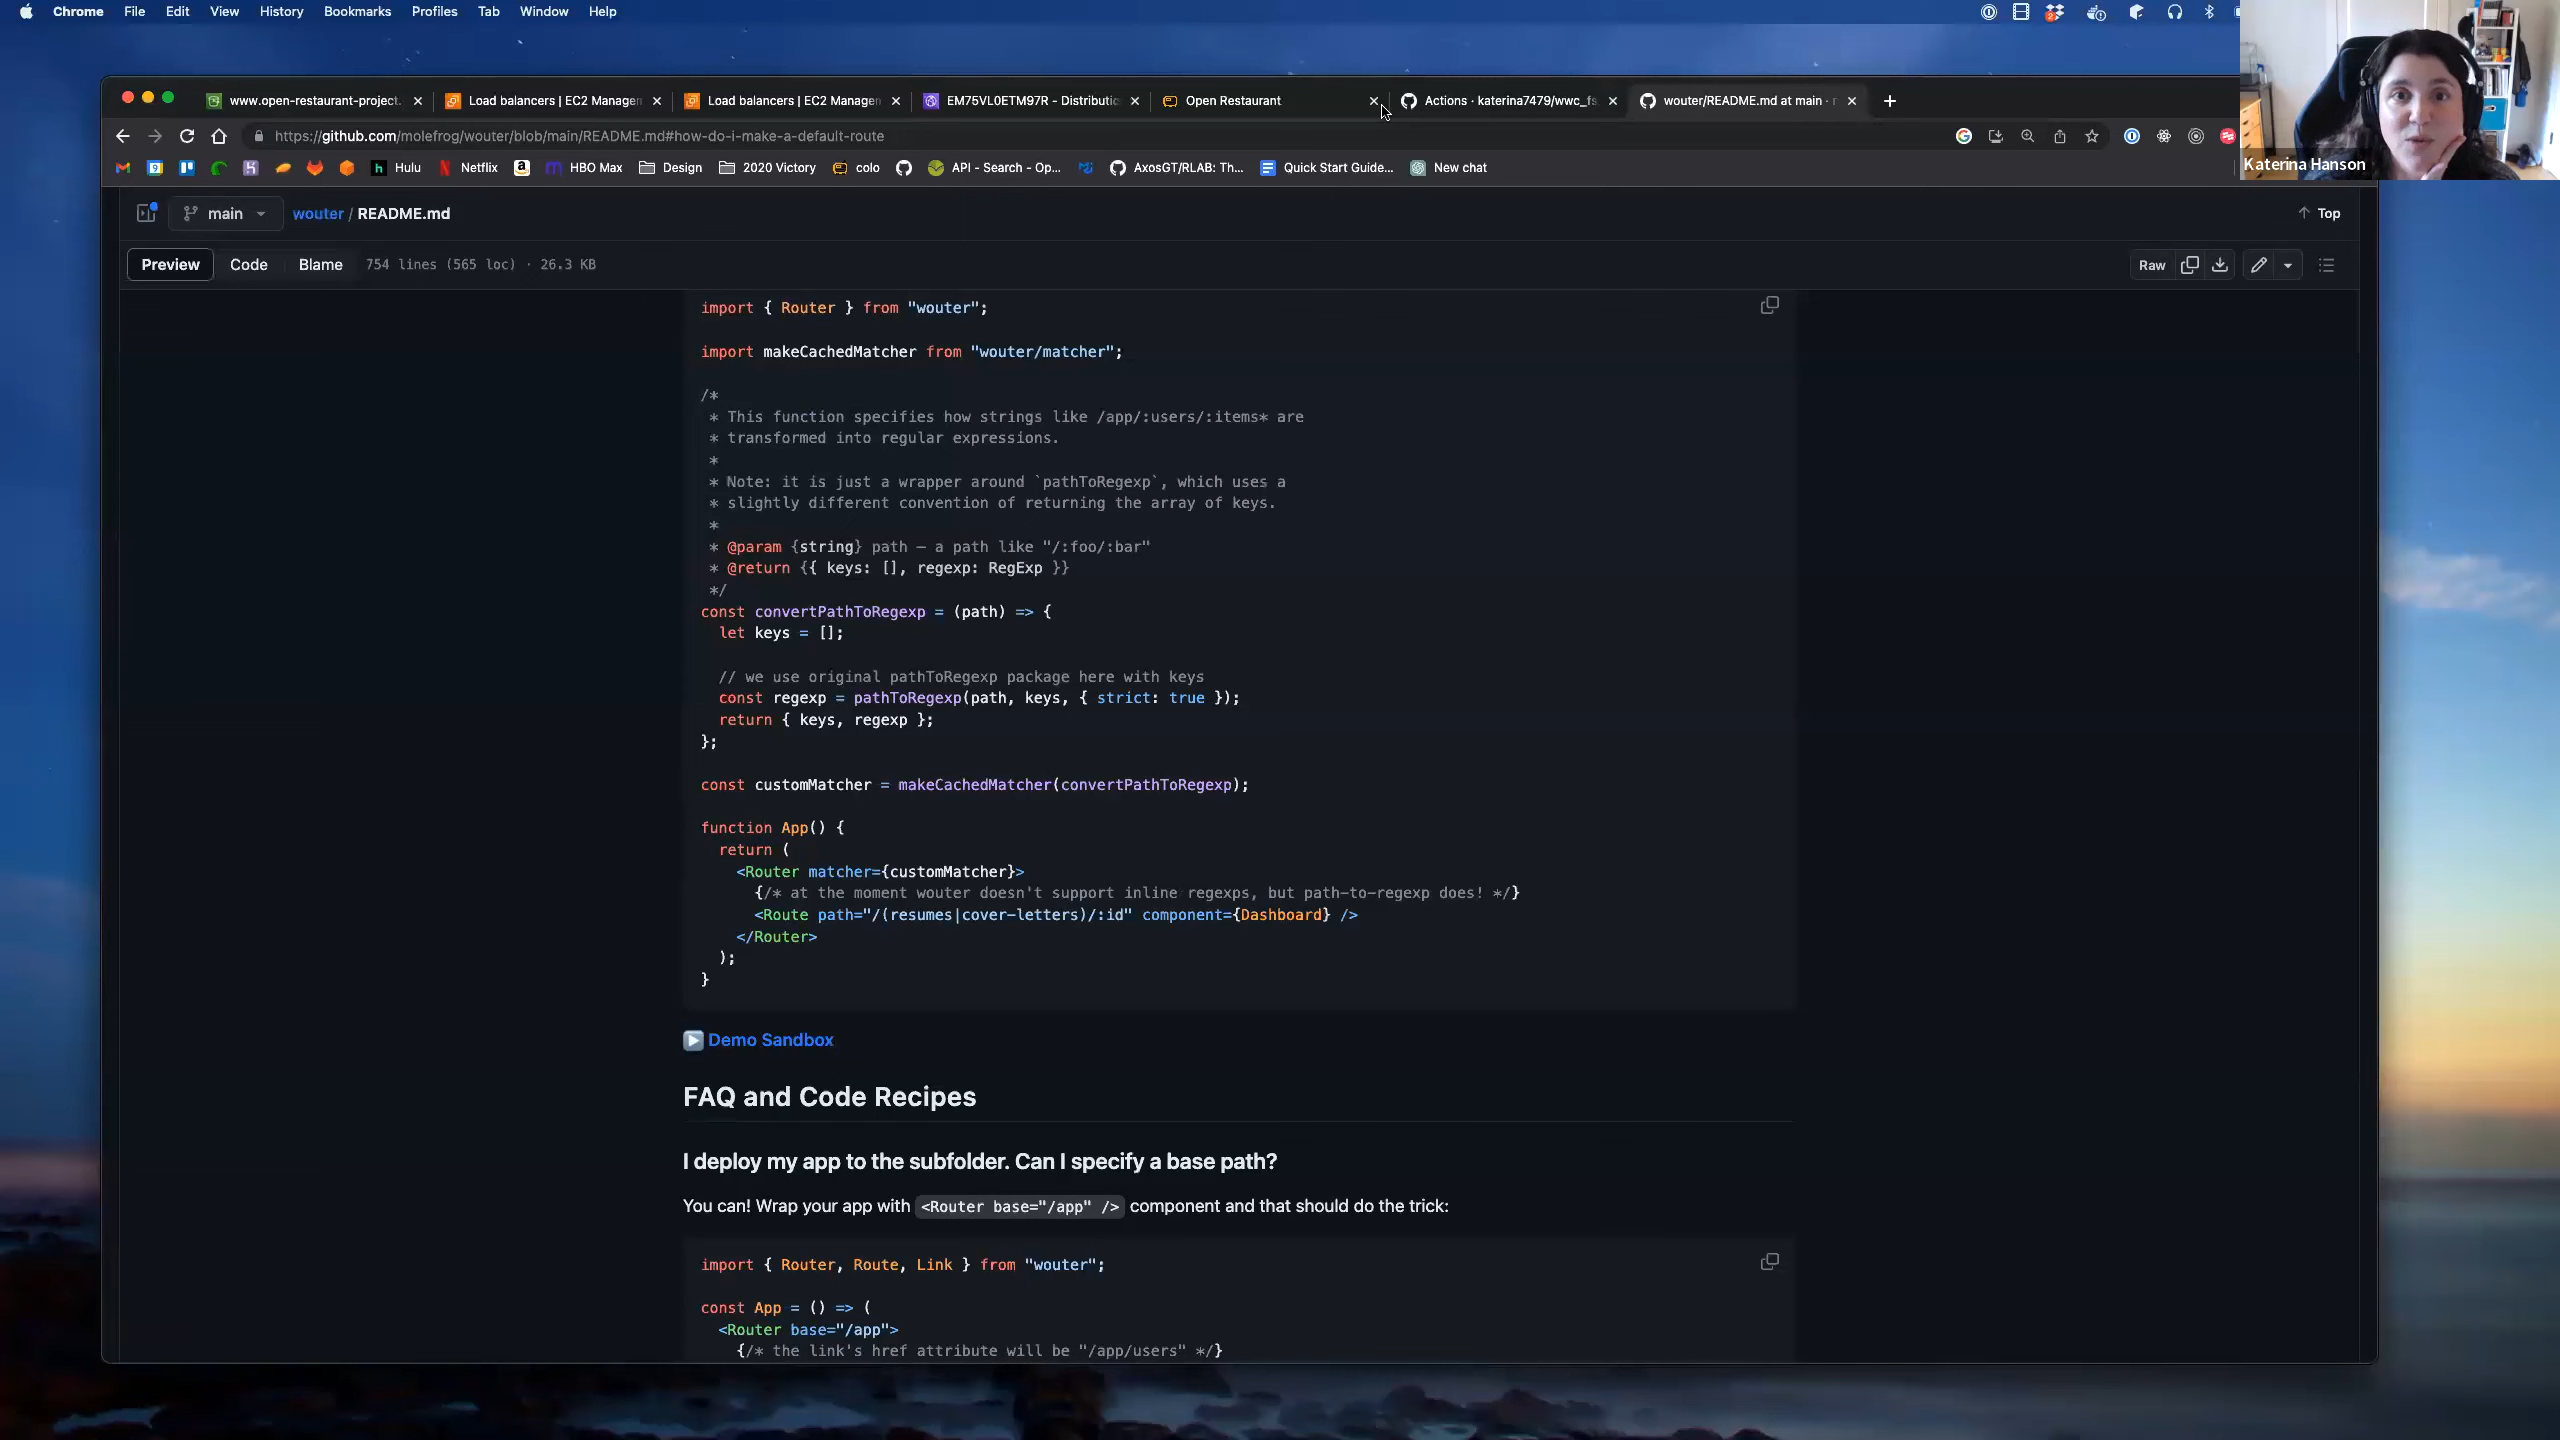 Chrome File Edit View History Bookmarks Profiles Tab Window Help
www.open-restaurant-project.
Load balancers | EC2 Manager
Load balancers | EC2 Managen
EM75VL0ETM97R - Distributio
Open Restaurant
Actions · katerina7479/wwc_fs
wouter/README.md at main ·
https://github.com/molefrog/wouter/blob/main/README.md#how-do-i-make-a-default-route
Hulu Netflix HBO Max Design 2020 Victory colo API - Search - Op... AxosGT/RLAB: Th... Quick Start Guide... New chat
Katerina Hanson
main wouter / README.md Top
Preview Code Blame 754 lines (565 loc) · 26.3 KB Raw
import { Router } from "wouter";
import makeCachedMatcher from "wouter/matcher";
/*
* This function specifies how strings like /app/:users/:items* are
* transformed into regular expressions.
*
* Note: it is just a wrapper around `pathToRegexp`, which uses a
* slightly different convention of returning the array of keys.
*
* @param {string} path — a path like "/:foo/:bar"
* @return {{ keys: [], regexp: RegExp }}
*/
const convertPathToRegexp = (path) => {
let keys = [];
// we use original pathToRegexp package here with keys
const regexp = pathToRegexp(path, keys, { strict: true });
return { keys, regexp };
};
const customMatcher = makeCachedMatcher(convertPathToRegexp);
function App() {
return (
<Router matcher={customMatcher}>
{/* at the moment wouter doesn't support inline regexps, but path-to-regexp does! */}
<Route path="/(resumes|cover-letters)/:id" component={Dashboard} />
</Router>
);
}
Demo Sandbox
FAQ and Code Recipes
I deploy my app to the subfolder. Can I specify a base path?
You can! Wrap your app with <Router base="/app" /> component and that should do the trick:
import { Router, Route, Link } from "wouter";
const App = () => (
<Router base="/app">
{/* the link's href attribute will be "/app/users" */}